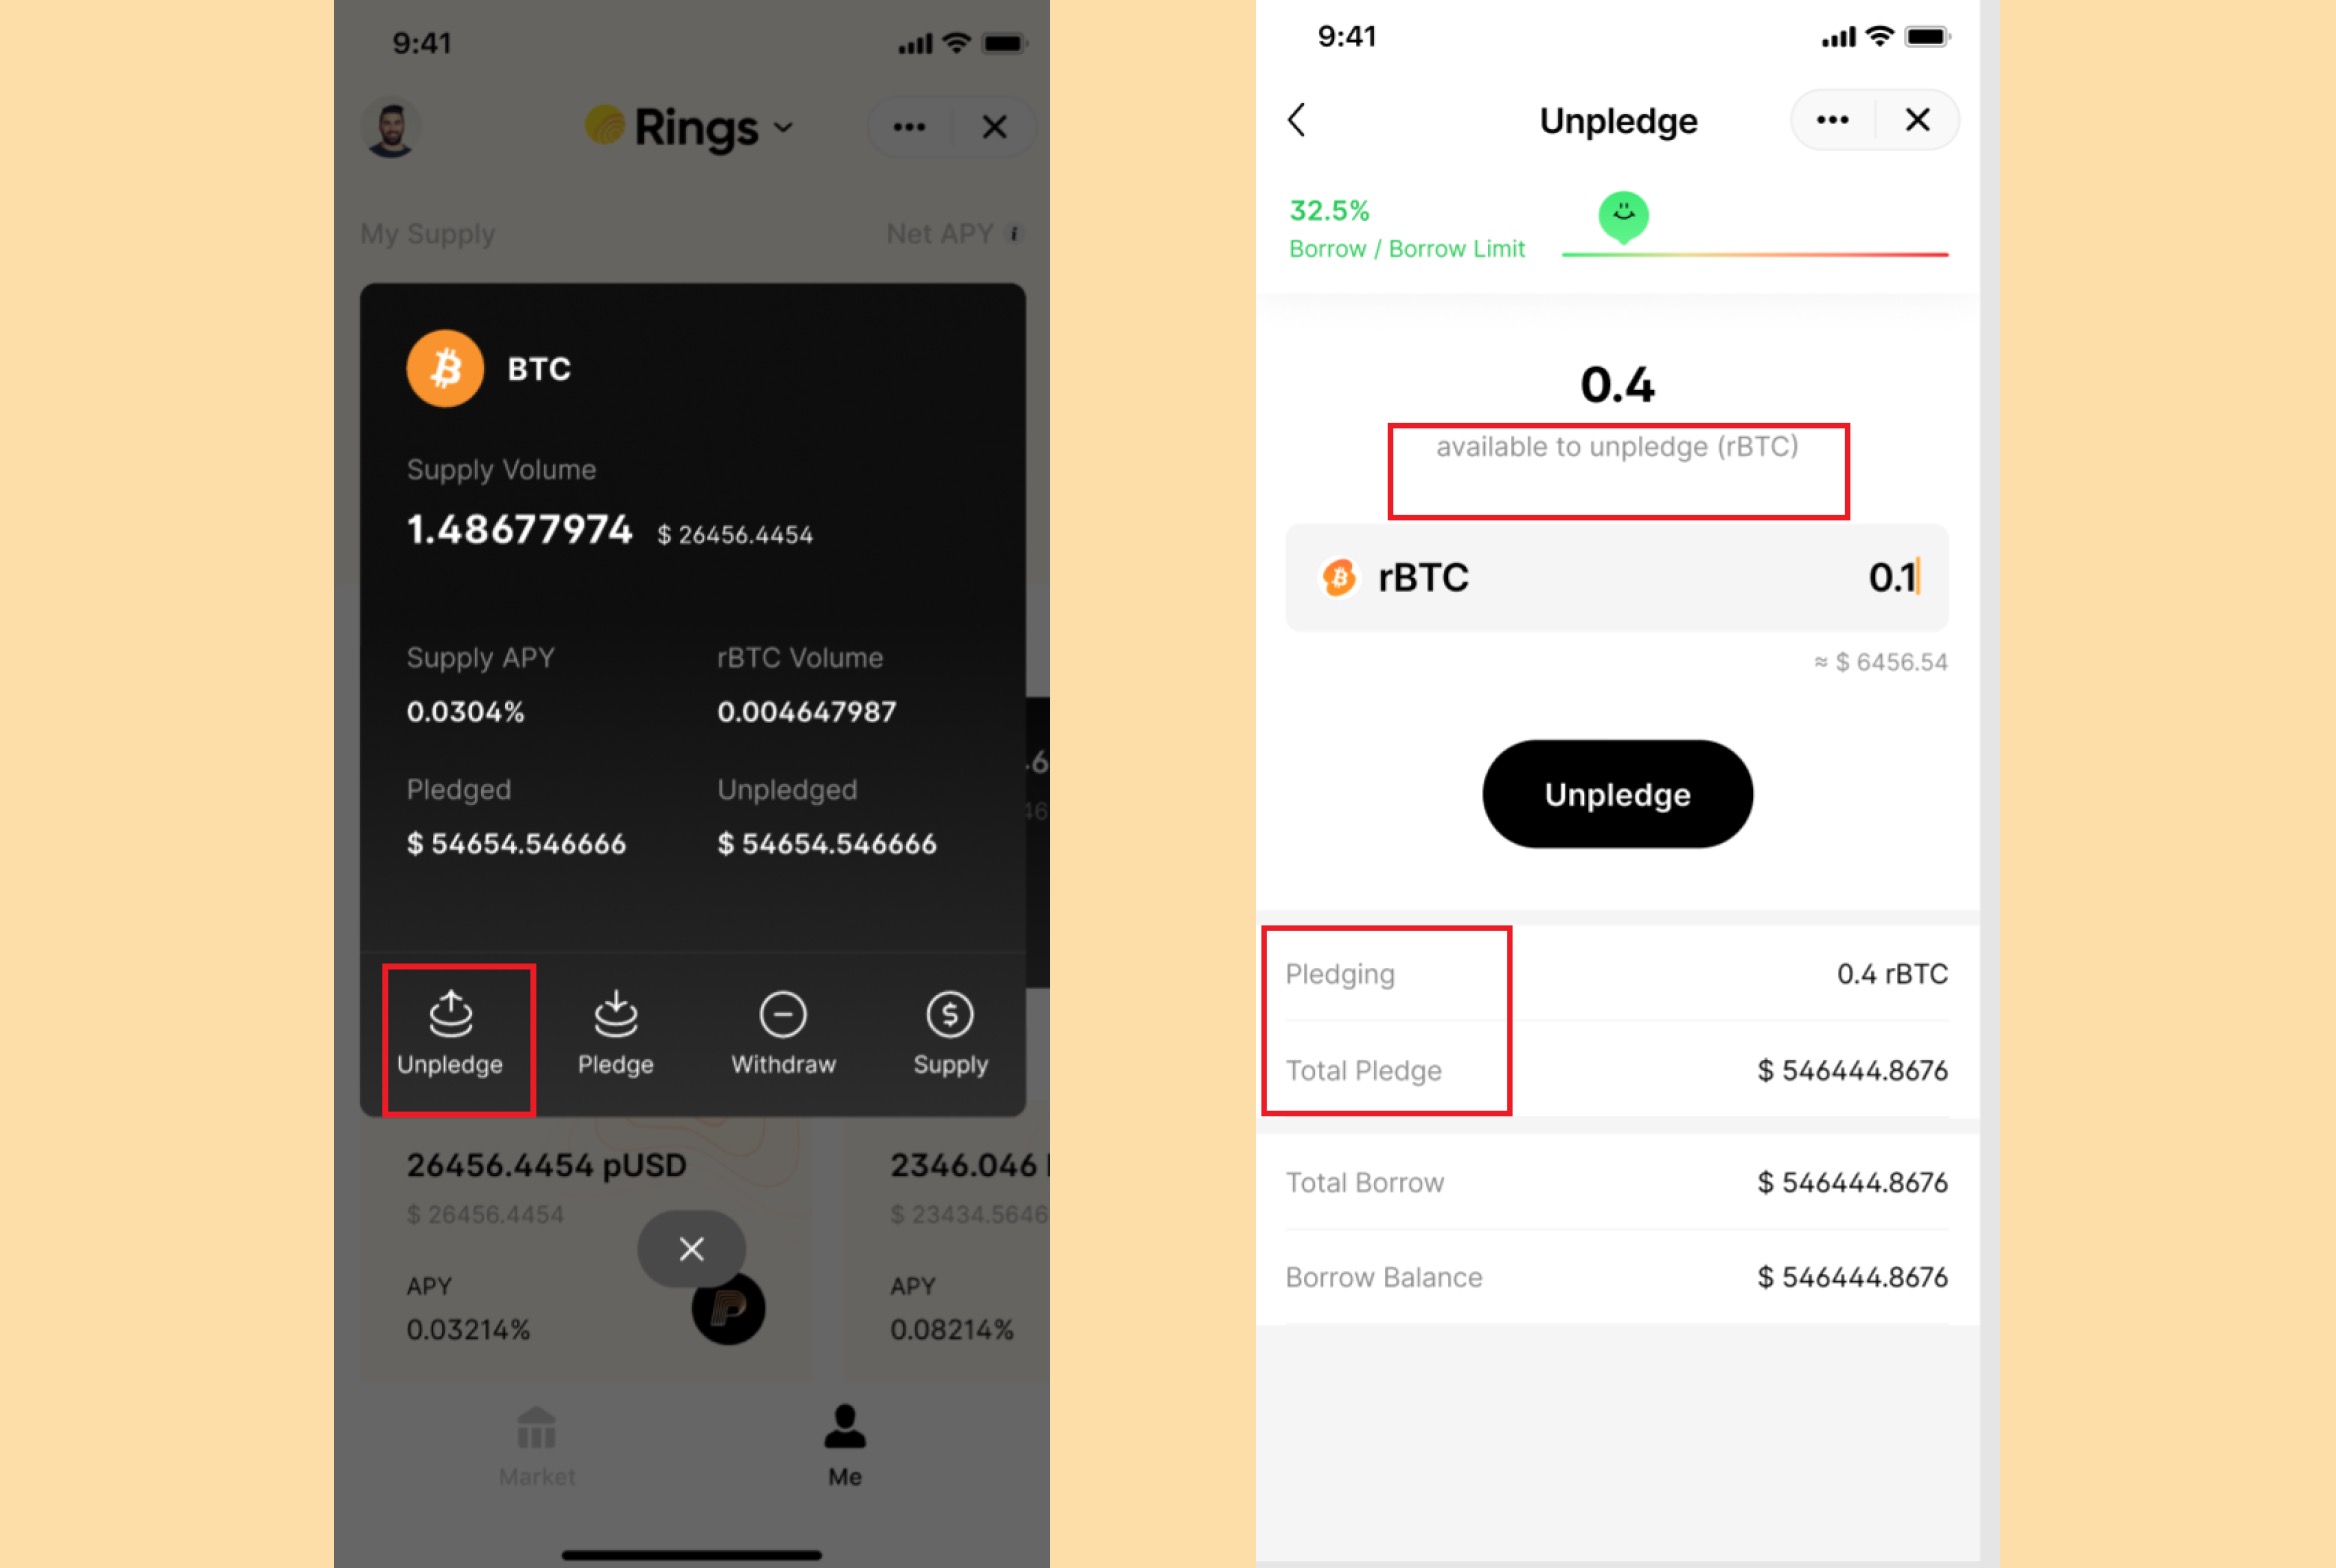 9:41
Rings
My Supply
Net APY i
BTC
Supply Volume
1.48677974 $ 26456.4454
Supply APY
rBTC Volume
0.0304%
0.004647987
Pledged
Unpledged
$ 54654.546666
$ 54654.546666
Unpledge
Pledge
Withdraw
Supply
26456.4454 pUSD
2346.046
$ 26456.4454
$ 23434.5646
APY
APY
0.03214%
0.08214%
Market
Me
9:41
Unpledge
32.5%
Borrow / Borrow Limit
0.4
available to unpledge (rBTC)
rBTC
0.1
≈ $ 6456.54
Unpledge
Pledging
0.4 rBTC
Total Pledge
$ 546444.8676
Total Borrow
$ 546444.8676
Borrow Balance
$ 546444.8676